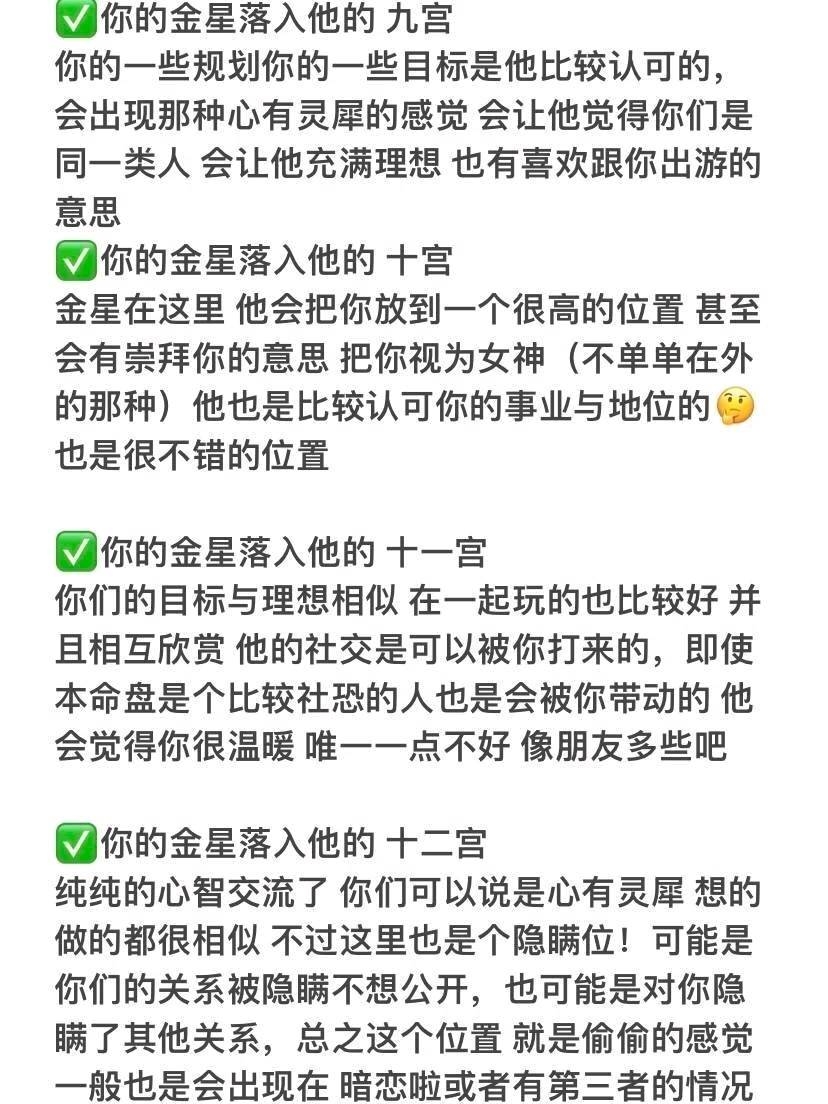 ✅你的金星落入他的 九宫
你的一些规划你的一些目标是他比较认可的，
会出现那种心有灵犀的感觉 会让他觉得你们是
同一类人 会让他充满理想 也有喜欢跟你出游的
意思
✅你的金星落入他的 十宫
金星在这里 他会把你放到一个很高的位置 甚至
会有崇拜你的意思 把你视为女神（不单单在外
的那种）他也是比较认可你的事业与地位的🤔
也是很不错的位置
✅你的金星落入他的 十一宫
你们的目标与理想相似 在一起玩的也比较好 并
且相互欣赏 他的社交是可以被你打来的，即使
本命盘是个比较社恐的人也是会被你带动的 他
会觉得你很温暖 唯一一点不好 像朋友多些吧
✅你的金星落入他的 十二宫
纯纯的心智交流了 你们可以说是心有灵犀 想的
做的都很相似 不过这里也是个隐瞒位！可能是
你们的关系被隐瞒不想公开，也可能是对你隐
瞒了其他关系，总之这个位置 就是偷偷的感觉
一般也是会出现在 暗恋啦或者有第三者的情况